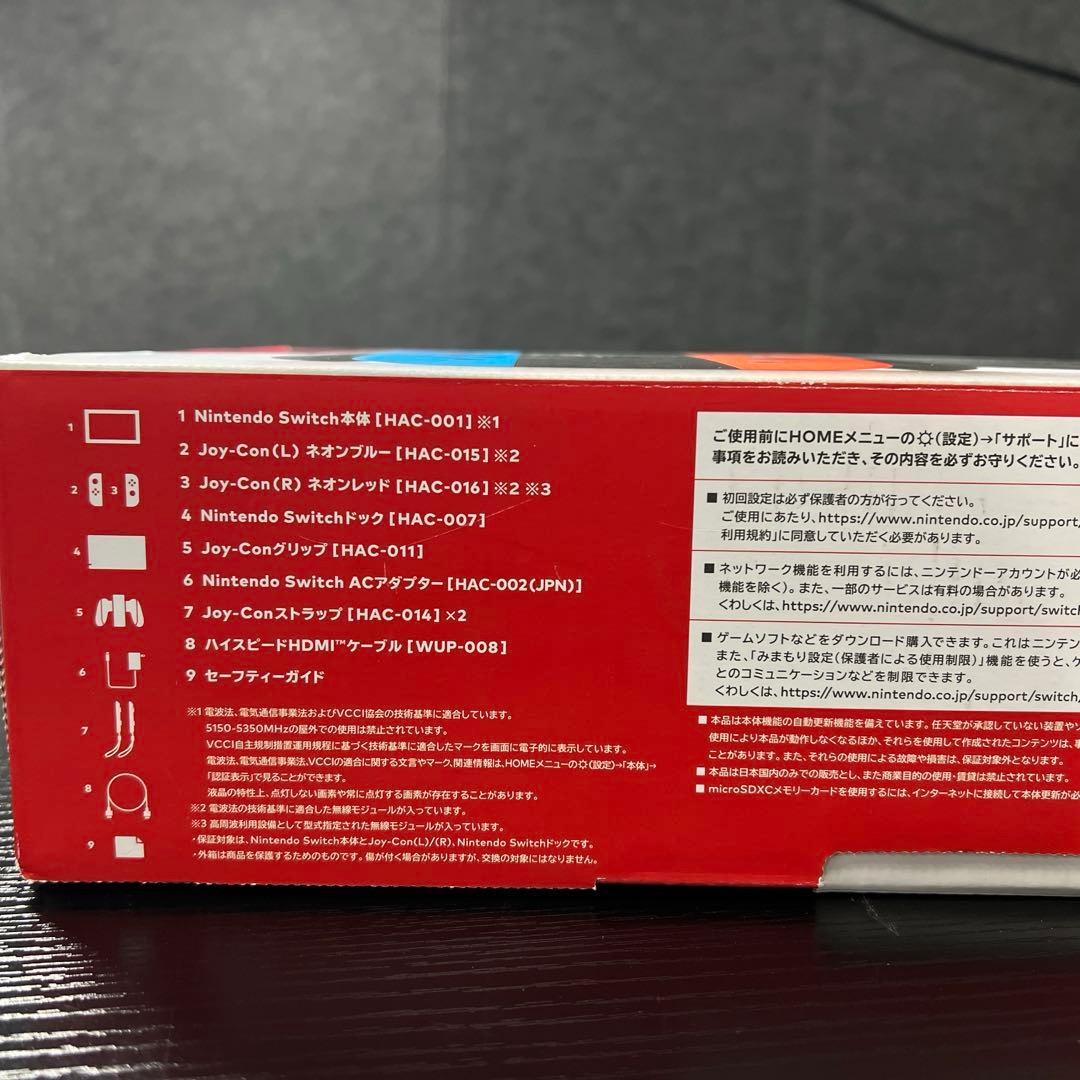 1 Nintendo Switch本体 [HAC-001] ※1
2 Joy-Con(L) ネオンブルー [HAC-015] ※2
3 Joy-Con(R) ネオンレッド [HAC-016] ※2 ※3
4 Nintendo Switchドック [HAC-007]
5 Joy-Conグリップ [HAC-011]
6 Nintendo Switch ACアダプター [HAC-002(JPN)]
7 Joy-Conストラップ [HAC-014] ×2
8 ハイスピードHDMI™ケーブル [WUP-008]
9 セーフティーガイド
1
2
3
4
5
6
7
8
9
※1 電波法、電気通信事業法およびVCCI協会の技術基準に適合しています。
5150-5350MHzの屋外での使用は禁止されています。
VCCI自主規制措置運用規程に基づく技術基準に適合したマークを画面に電子的に表示しています。
電波法、電気通信事業法、VCCIの適合に関する文言やマーク、関連情報は、HOMEメニューの(設定)→「本体」→
「認証表示」で見ることができます。
液晶の特性上、点灯しない画素や常に点灯する画素が存在することがあります。
※2 電波法の技術基準に適合した無線モジュールが入っています。
※3 高周波利用設備として型式指定された無線モジュールが入っています。
・保証対象は、Nintendo Switch本体とJoy-Con(L)/(R)、Nintendo Switchドックです。
・外箱は商品を保護するためのものです。傷が付く場合がありますが、交換の対象にはなりません。
ご使用前にHOMEメニューの(設定)→「サポート」に
事項をお読みいただき、その内容を必ずお守りください。
■ 初回設定は必ず保護者の方が行ってください。
ご使用にあたり、https://www.nintendo.co.jp/support/
利用規約」に同意していただく必要があります。
■ ネットワーク機能を利用するには、ニンテンドーアカウントが必
機能を除く)。また、一部のサービスは有料の場合があります。
くわしくは、https://www.nintendo.co.jp/support/switch
■ ゲームソフトなどをダウンロード購入できます。これはニンテン
また、「みまもり設定(保護者による使用制限)」機能を使うと、ゲ
とのコミュニケーションなどを制限できます。
くわしくは、https://www.nintendo.co.jp/support/switch/
■ 本品は本体機能の自動更新機能を備えています。任天堂が承認していない装置やソ
使用により本品が動作しなくなるほか、それらを使用して作成されたコンテンツは、事
ことがあります。また、それらの使用による故障や損害は、保証対象外となります。
■ 本品は日本国内のみでの販売とし、また商業目的の使用・賃貸は禁止されています。
■ microSDXCメモリーカードを使用するには、インターネットに接続して本体更新が必